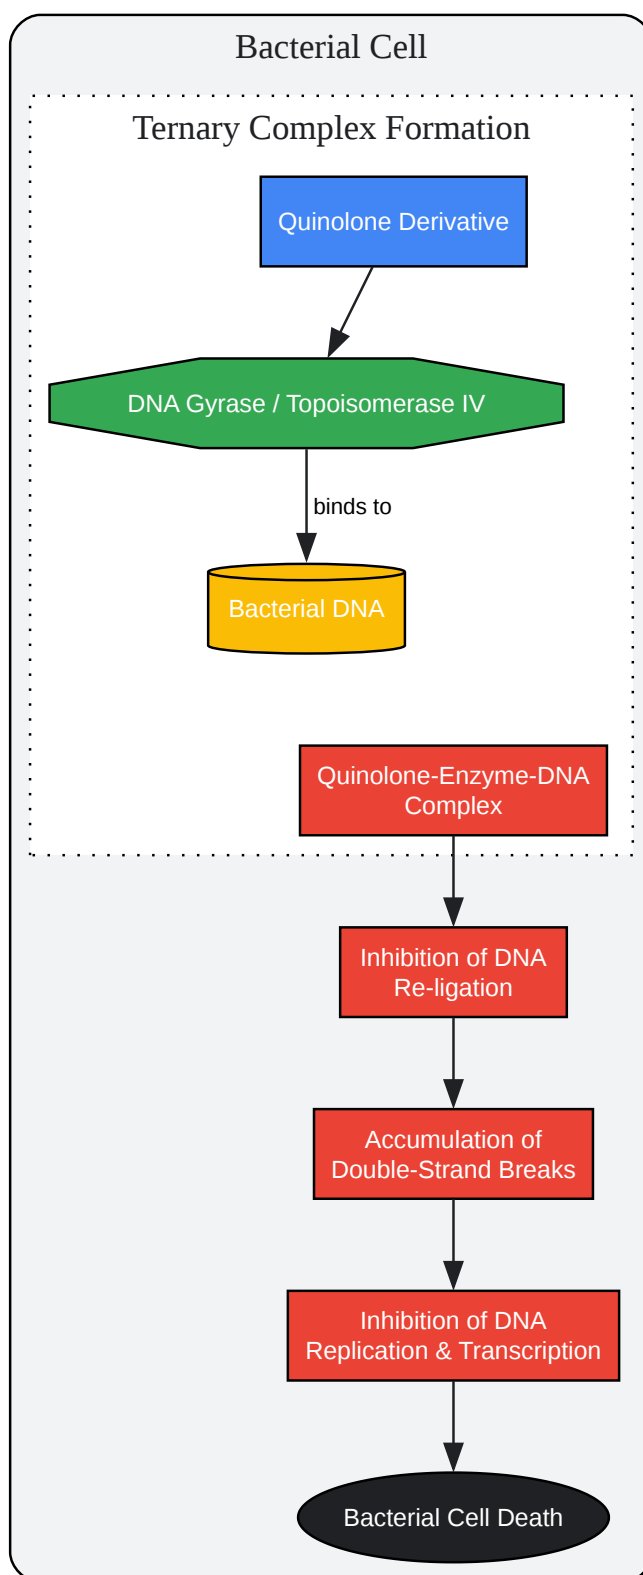 Bacterial Cell
Ternary Complex Formation
Quinolone Derivative
DNA Gyrase / Topoisomerase IV
binds to
Bacterial DNA
Quinolone-Enzyme-DNA
Complex
Inhibition of DNA
Re-ligation
Accumulation of
Double-Strand Breaks
Inhibition of DNA
Replication & Transcription
Bacterial Cell Death